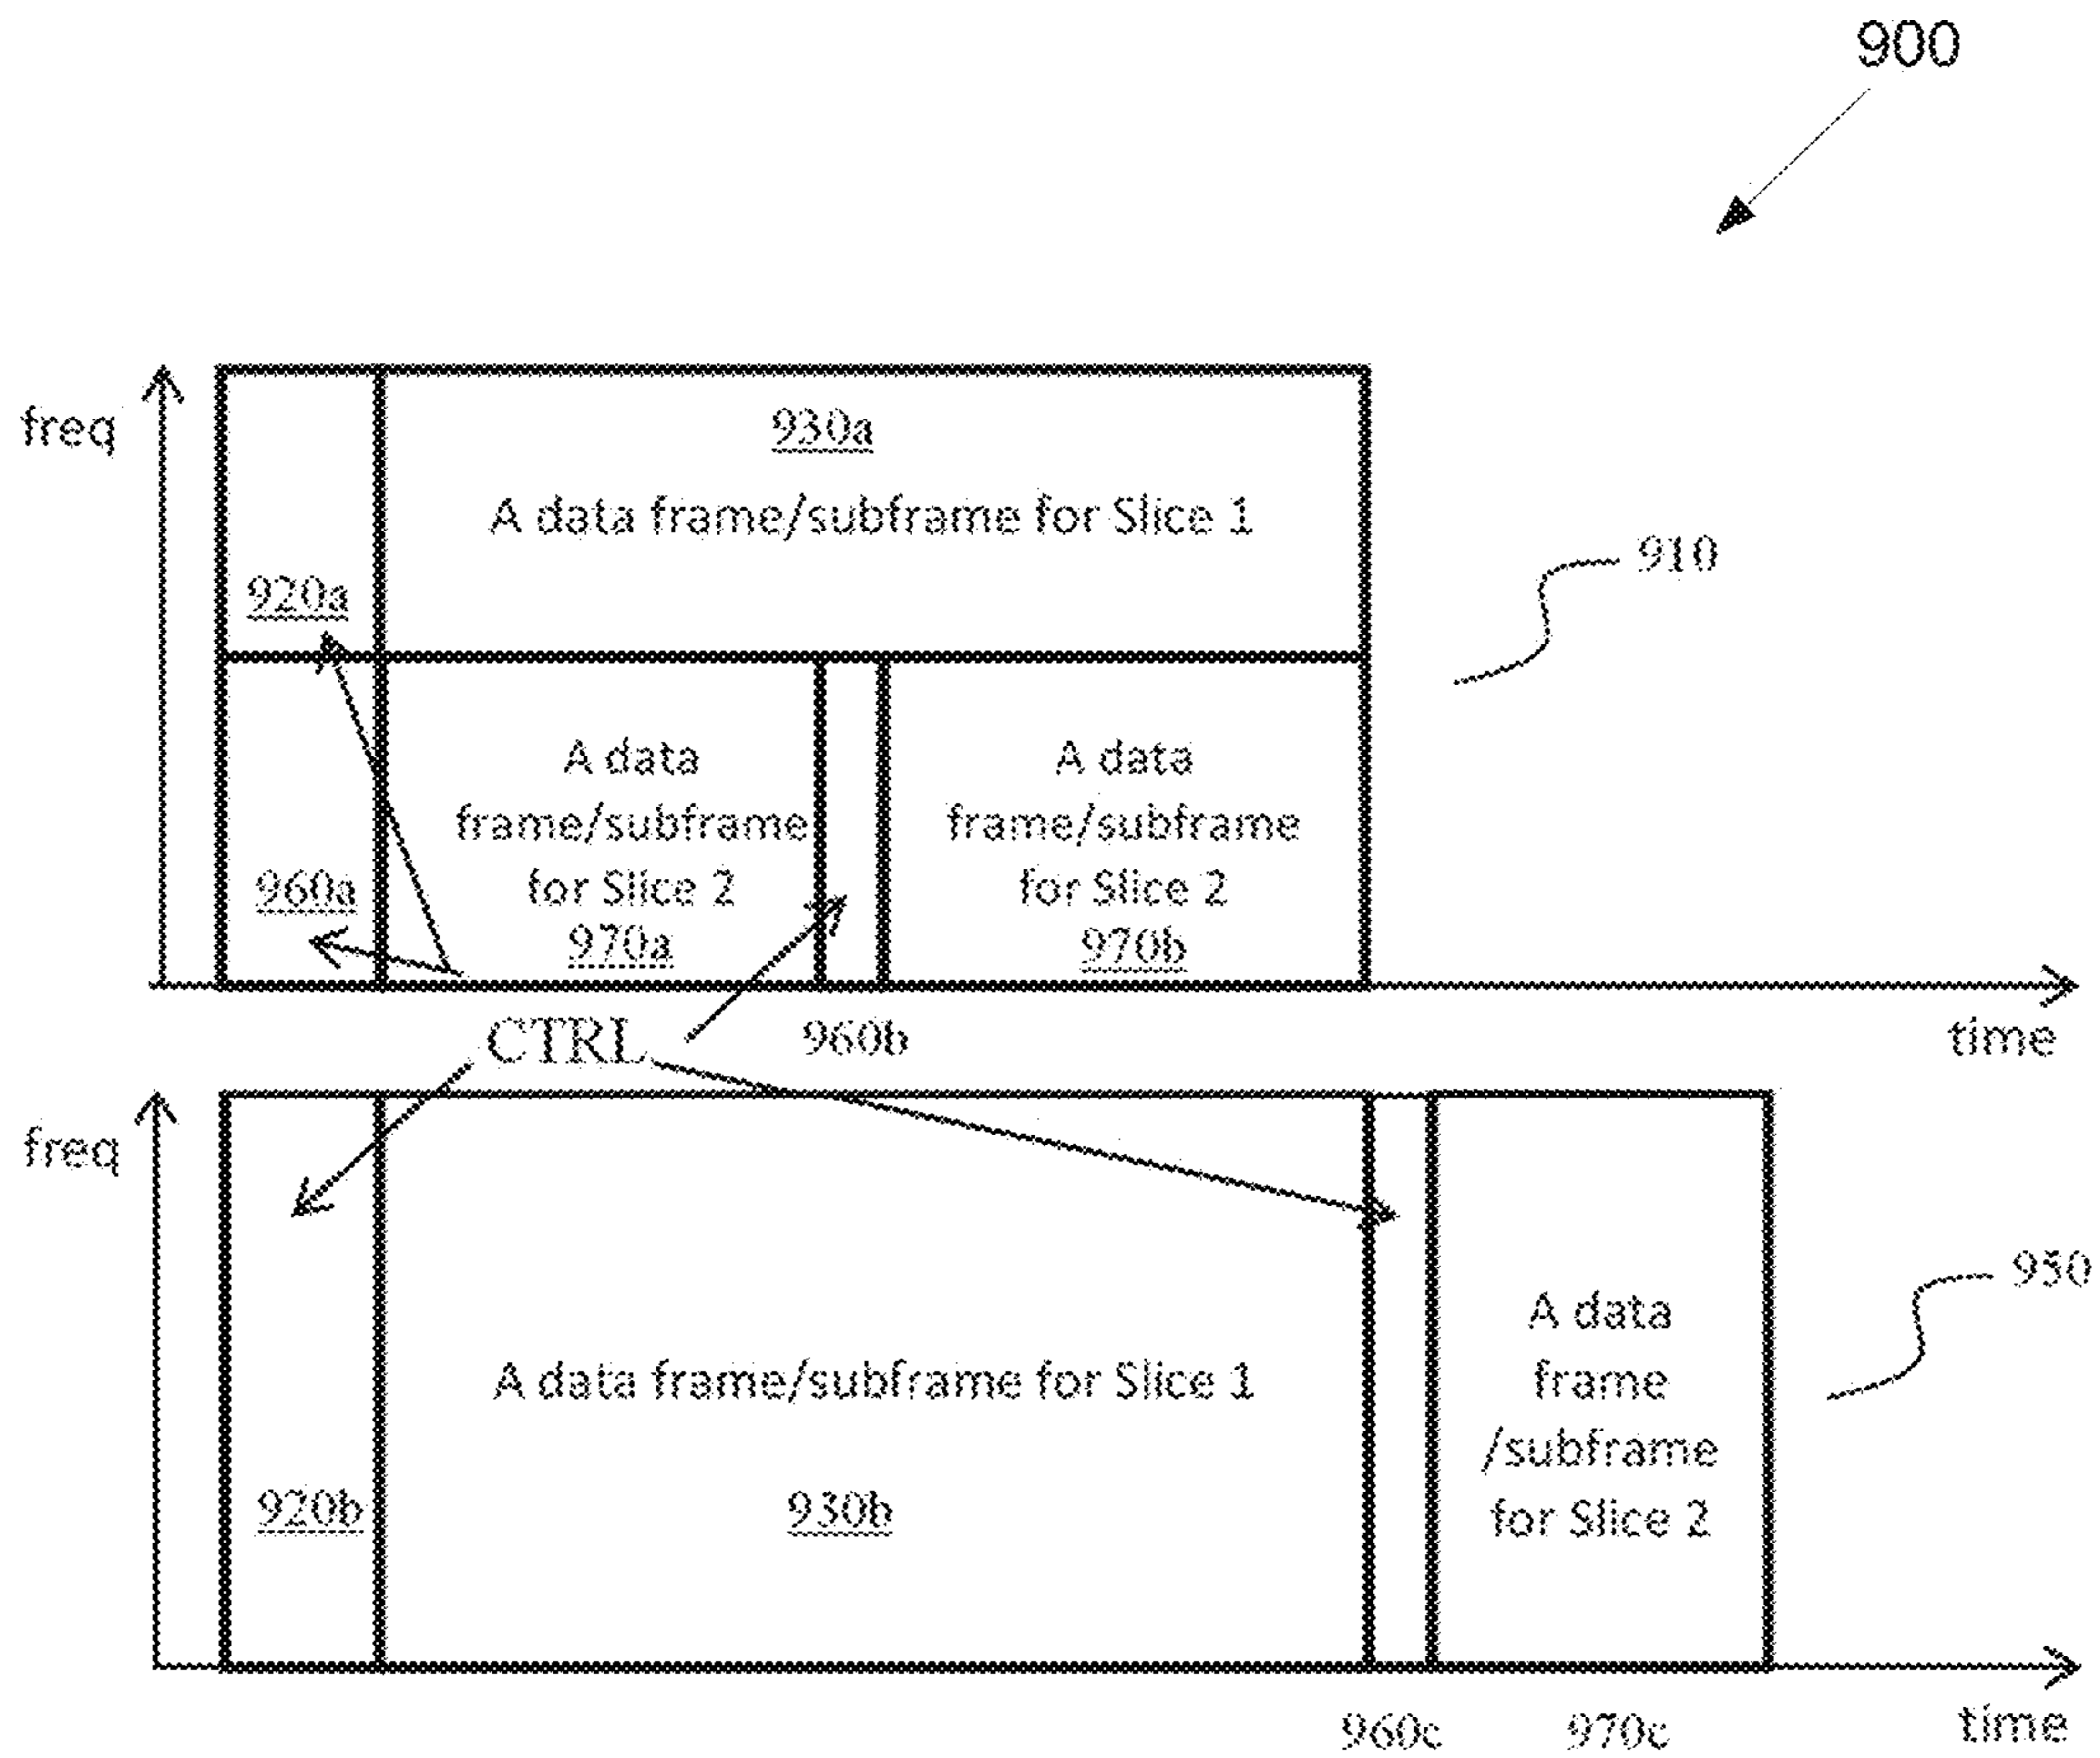 900
freq
930a
A data frame/subframe for Slice 1
910
920a
A data
frame/subframe
for Slice 2
970a
A data
frame/subframe
for Slice 2
970b
960a
CTRL
960b
time
freq
950
A data frame/subframe for Slice 1
930b
920b
A data
frame
/subframe
for Slice 2
960c
970c
time